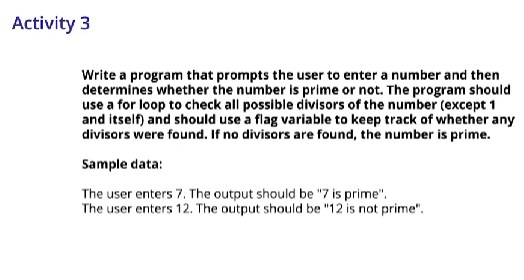 Activity 3
Write a program that prompts the user to enter a number and then
determines whether the number is prime or not. The program should
use a for loop to check all possible divisors of the number (except 1
and itself) and should use a flag variable to keep track of whether any
divisors were found. If no divisors are found, the number is prime.
Sample data:
The user enters 7. The output should be "7 is prime".
The user enters 12. The output should be "12 is not prime".